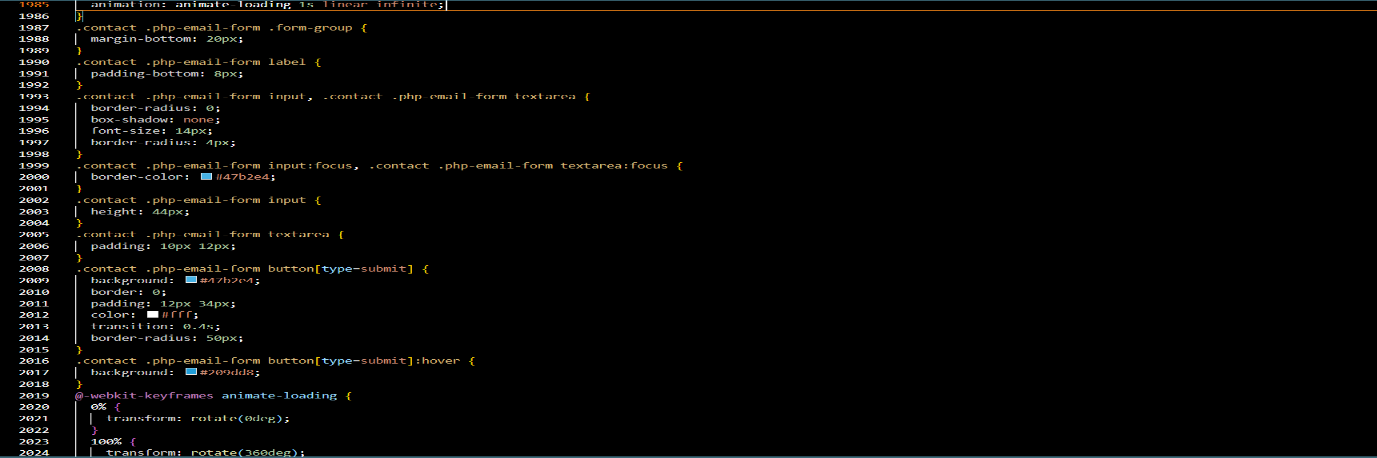 1985 animation: animate-loading 1s linear infinite;
1986 }
1987 .contact .php-email-form .form-group {
1988 margin-bottom: 20px;
1989 }
1990 .contact .php-email-form label {
1991 padding-bottom: 8px;
1992 }
1993 .contact .php-email-form input, .contact .php-email-form textarea {
1994 border-radius: 0;
1995 box-shadow: none;
1996 font-size: 14px;
1997 border-radius: 4px;
1998 }
1999 .contact .php-email-form input:focus, .contact .php-email-form textarea:focus {
2000 border-color: #47b2e4;
2001 }
2002 .contact .php-email-form input {
2003 height: 44px;
2004 }
2005 .contact .php-email-form textarea {
2006 padding: 10px 12px;
2007 }
2008 .contact .php-email-form button[type=submit] {
2009 background: #47b2e4;
2010 border: 0;
2011 padding: 12px 34px;
2012 color: #fff;
2013 transition: 0.4s;
2014 border-radius: 50px;
2015 }
2016 .contact .php-email-form button[type=submit]:hover {
2017 background: #209dd8;
2018 }
2019 @-webkit-keyframes animate-loading {
2020 0% {
2021 transform: rotate(0deg);
2022 }
2023 100% {
2024 transform: rotate(360deg);